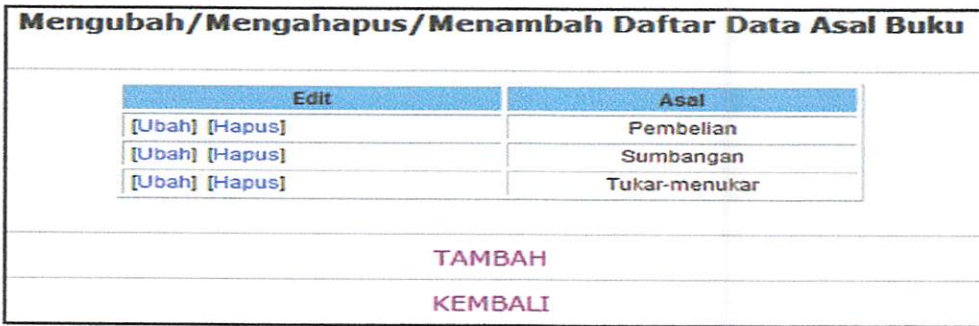 Mengubah/Mengahapus/Menambah Daftar Data Asal Buku
Edit Asal
[Ubah] [Hapus] Pembelian
[Ubah] [Hapus] Sumbangan
[Ubah] [Hapus] Tukar-menukar
TAMBAH
KEMBALI